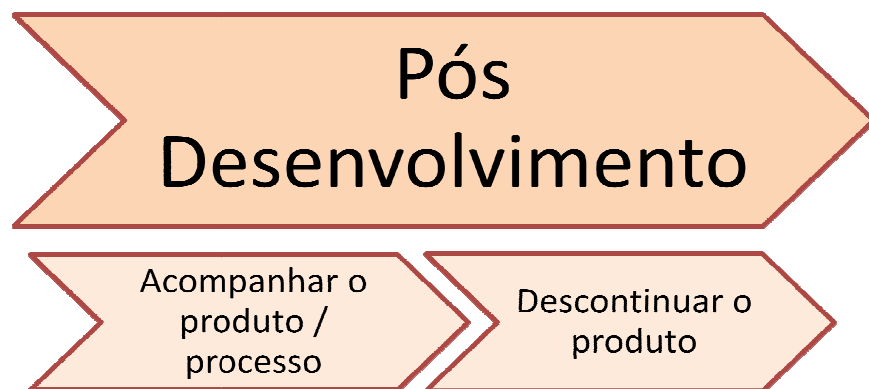 Pós
Desenvolvimento
Acompanhar o
produto /
processo
Descontinuar o
produto